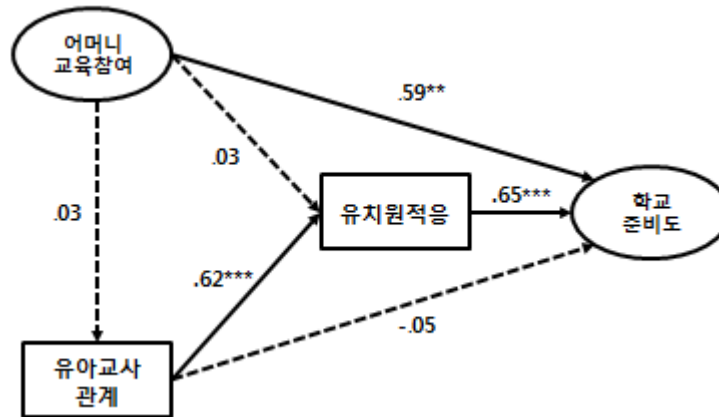 어머니
교육참여
.59**
.03
.03
유치원적응
.65***
학교
준비도
.62***
-.05
유아교사
관계